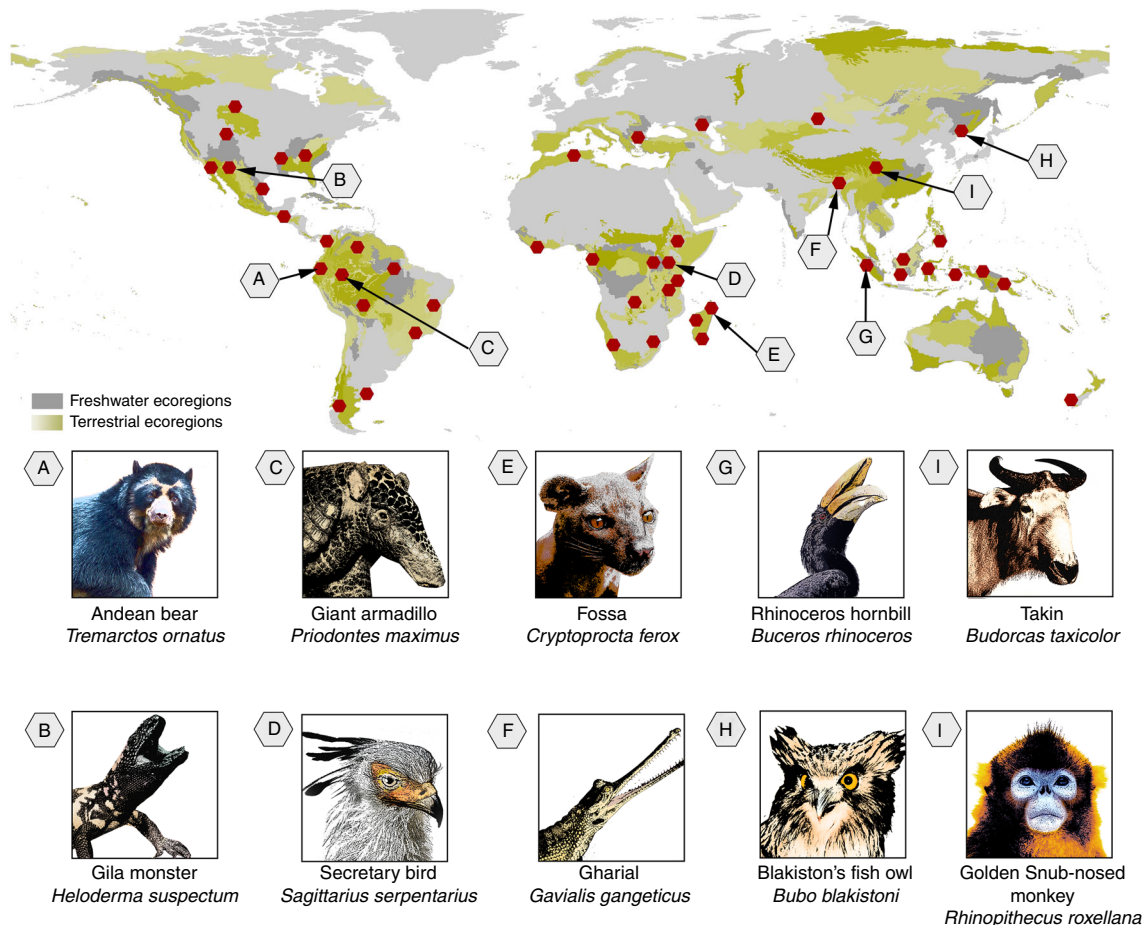 H
B
I
F
A
D
C
G
E
Freshwater ecoregions
Terrestrial ecoregions
A
C
E
G
I
Andean bear
Tremarctos ornatus
Giant armadillo
Priodontes maximus
Fossa
Cryptoprocta ferox
Rhinoceros hornbill
Buceros rhinoceros
Takin
Budorcas taxicolor
B
D
F
H
I
Gila monster
Heloderma suspectum
Secretary bird
Sagittarius serpentarius
Gharial
Gavialis gangeticus
Blakiston's fish owl
Bubo blakistoni
Golden Snub-nosed
monkey
Rhinopithecus roxellana